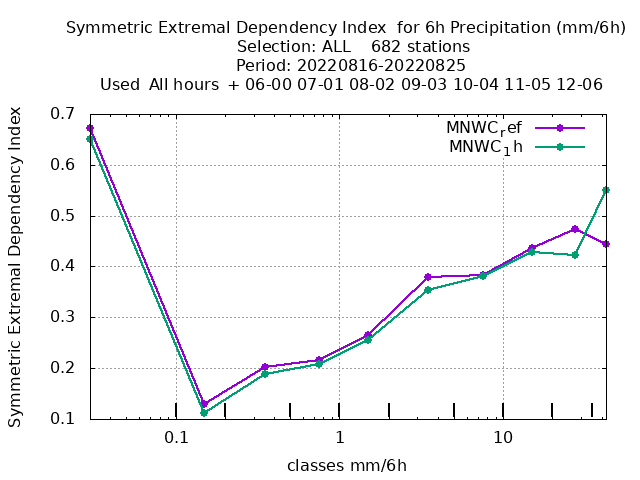 Symmetric Extremal Dependency Index  for 6h Precipitation (mm/6h)
Selection: ALL    682 stations
Period: 20220816-20220825
Used  All hours  + 06-00 07-01 08-02 09-03 10-04 11-05 12-06
Symmetric Extremal Dependency Index
0.7
0.6
0.5
0.4
0.3
0.2
0.1
MNWCref
MNWC1h
0.1 1 10
classes mm/6h